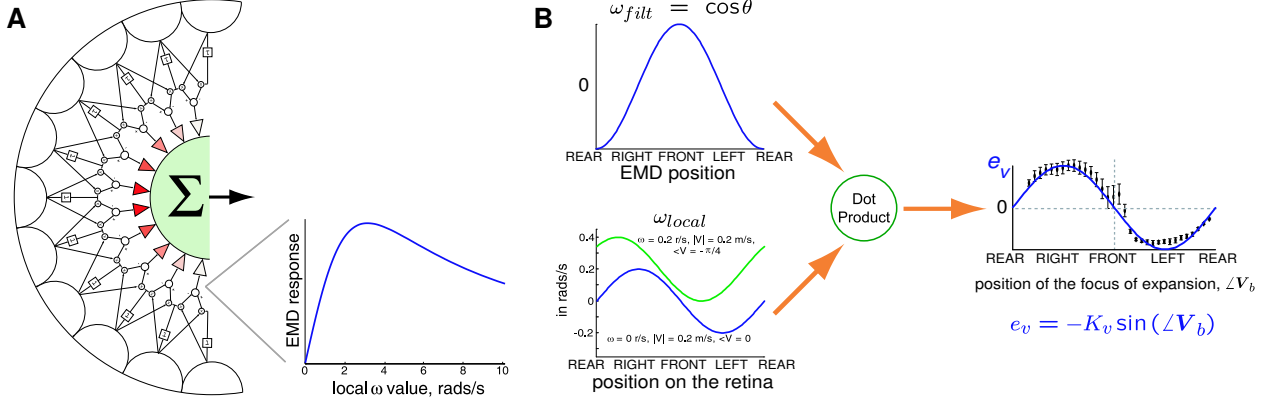 A
Σ
EMD response
0 2 4 6 8 10
local ω value, rads/s
B
ω_filt = cos θ
0
REAR RIGHT FRONT LEFT REAR
EMD position
ω_local
ω = 0.2 r/s, |V| = 0.2 m/s,
<V = -π/4
0.4
0.2
0
-0.2
in rads/s
ω = 0 r/s, |V| = 0.2 m/s, <V = 0
REAR RIGHT FRONT LEFT REAR
position on the retina
Dot
Product
e_v
0
REAR RIGHT FRONT LEFT REAR
position of the focus of expansion, ∠V_b
e_v = −K_v sin (∠V_b)